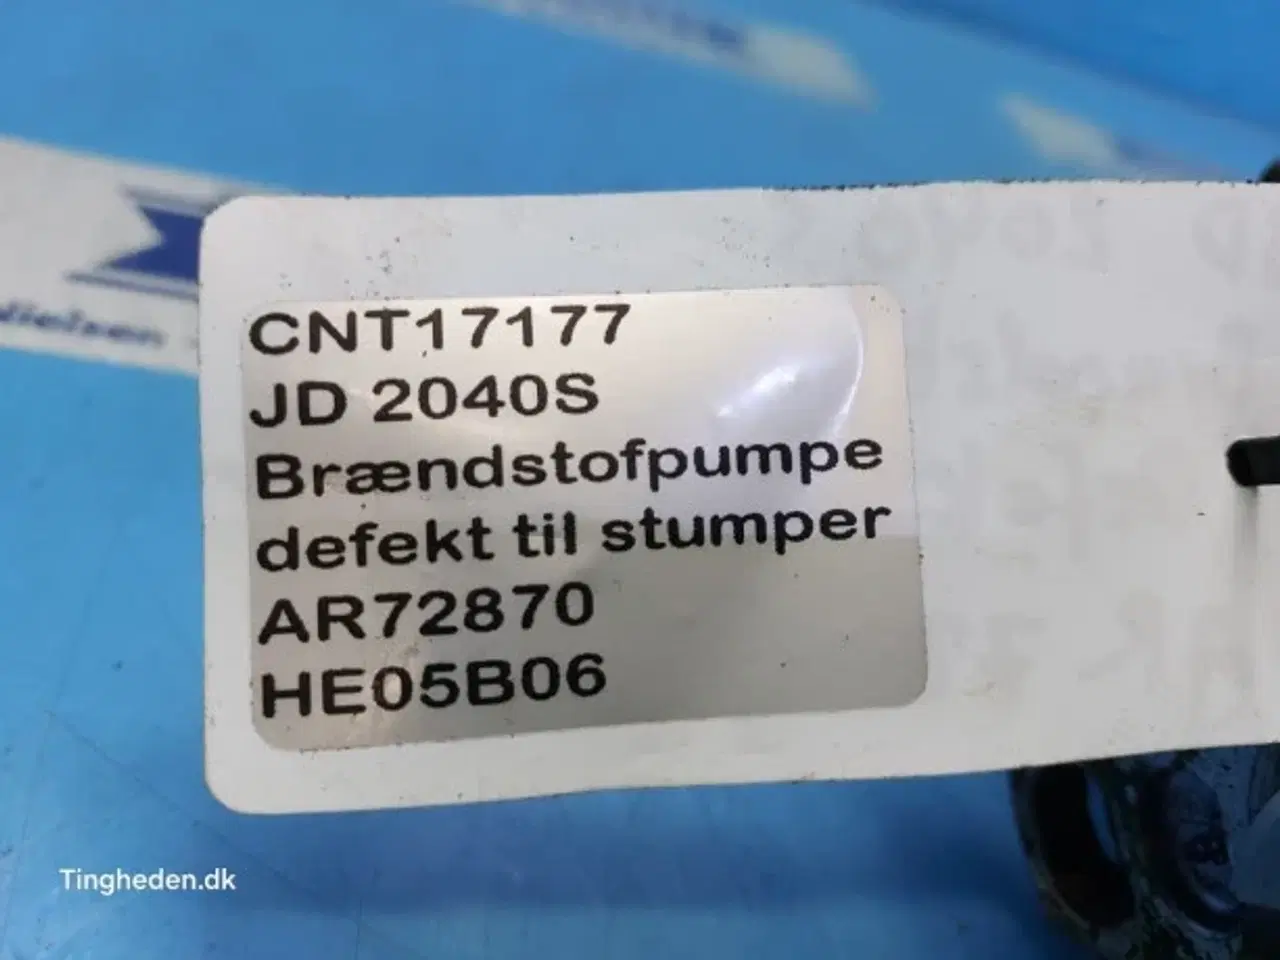 CNT17177
JD 2040S
Brændstofpumpe
defekt til stumper
AR72870
HE05B06
Tingheden.dk